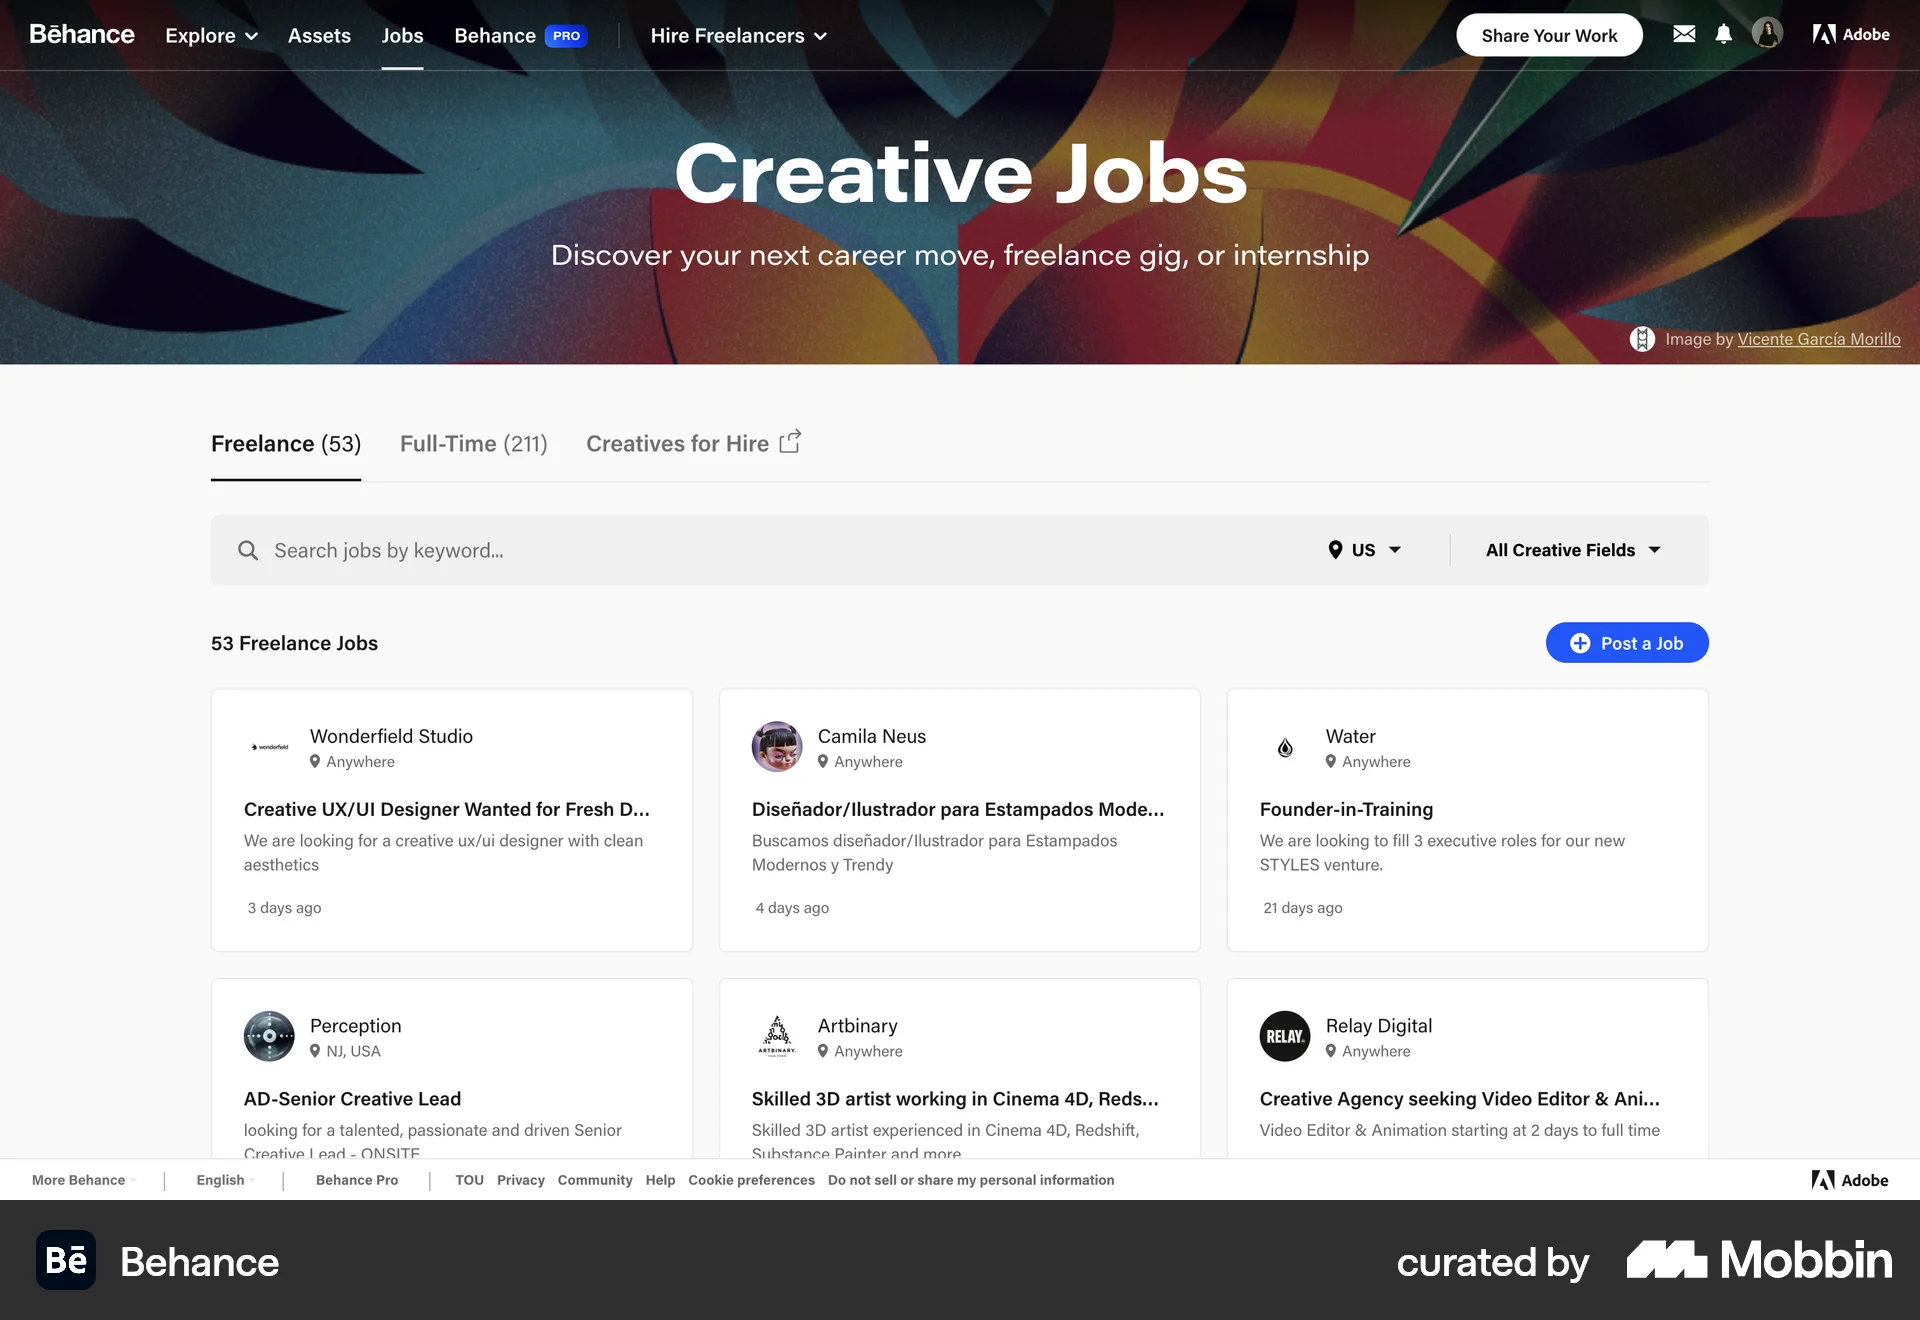 Bēhance Explore Assets Jobs Behance PRO Hire Freelancers Share Your Work Adobe
Creative Jobs
Discover your next career move, freelance gig, or internship
Image by Vicente García Morillo
Freelance (53) Full-Time (211) Creatives for Hire
Search jobs by keyword... US All Creative Fields
53 Freelance Jobs Post a Job
wonderfield
Wonderfield Studio
Anywhere
Creative UX/UI Designer Wanted for Fresh D...
We are looking for a creative ux/ui designer with clean
aesthetics
3 days ago
Camila Neus
Anywhere
Diseñador/Ilustrador para Estampados Mode...
Buscamos diseñador/Ilustrador para Estampados
Modernos y Trendy
4 days ago
Water
Anywhere
Founder-in-Training
We are looking to fill 3 executive roles for our new
STYLES venture.
21 days ago
Perception
NJ, USA
AD-Senior Creative Lead
looking for a talented, passionate and driven Senior
Creative Lead - ONSITE
ARTBINARY
Artbinary
Anywhere
Skilled 3D artist working in Cinema 4D, Reds...
Skilled 3D artist experienced in Cinema 4D, Redshift,
Substance Painter and more
RELAY
Relay Digital
Anywhere
Creative Agency seeking Video Editor & Ani...
Video Editor & Animation starting at 2 days to full time
More Behance English Behance Pro TOU Privacy Community Help Cookie preferences Do not sell or share my personal information Adobe
Bē Behance curated by Mobbin